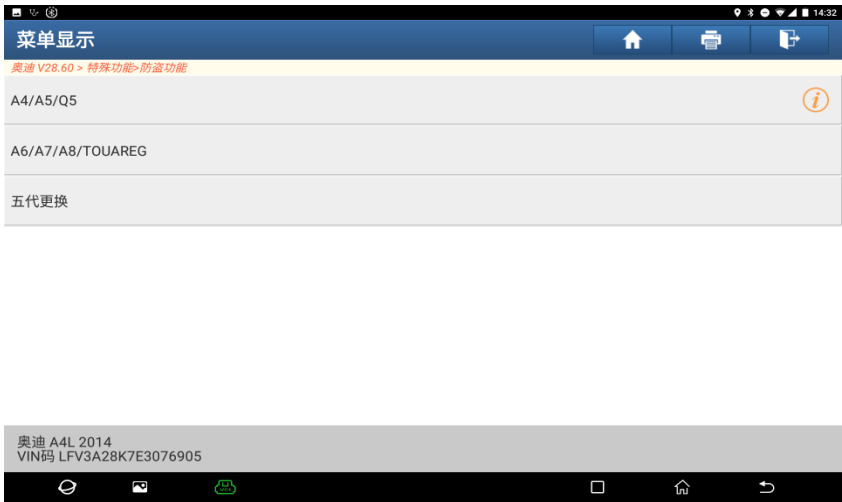 14:32
菜单显示
奥迪 V28.60 > 特殊功能>防盗功能
A4/A5/Q5
i
A6/A7/A8/TOUAREG
五代更换
奥迪 A4L 2014
VIN码 LFV3A28K7E3076905